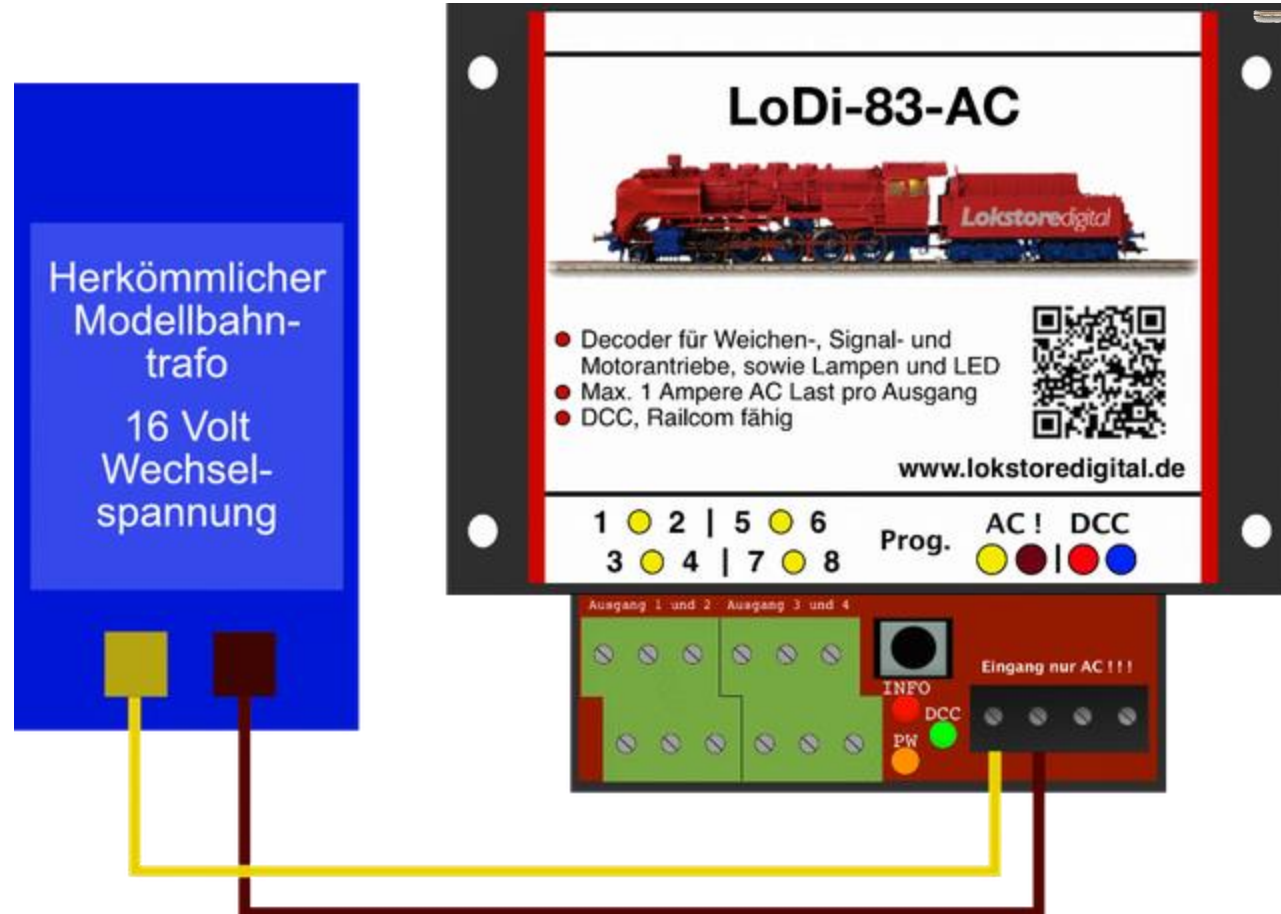 Herkömmlicher
Modellbahn-
trafo
16 Volt
Wechsel-
spannung
LoDi-83-AC
Lokstoredigital
Decoder für Weichen-, Signal- und
Motorantriebe, sowie Lampen und LED
Max. 1 Ampere AC Last pro Ausgang
DCC, Railcom fähig
www.lokstoredigital.de
1 2 | 5 6
3 4 | 7 8
Prog.
AC ! DCC
|
Ausgang 1 und 2 Ausgang 3 und 4
Eingang nur AC !!!
INFO
DCC
PW